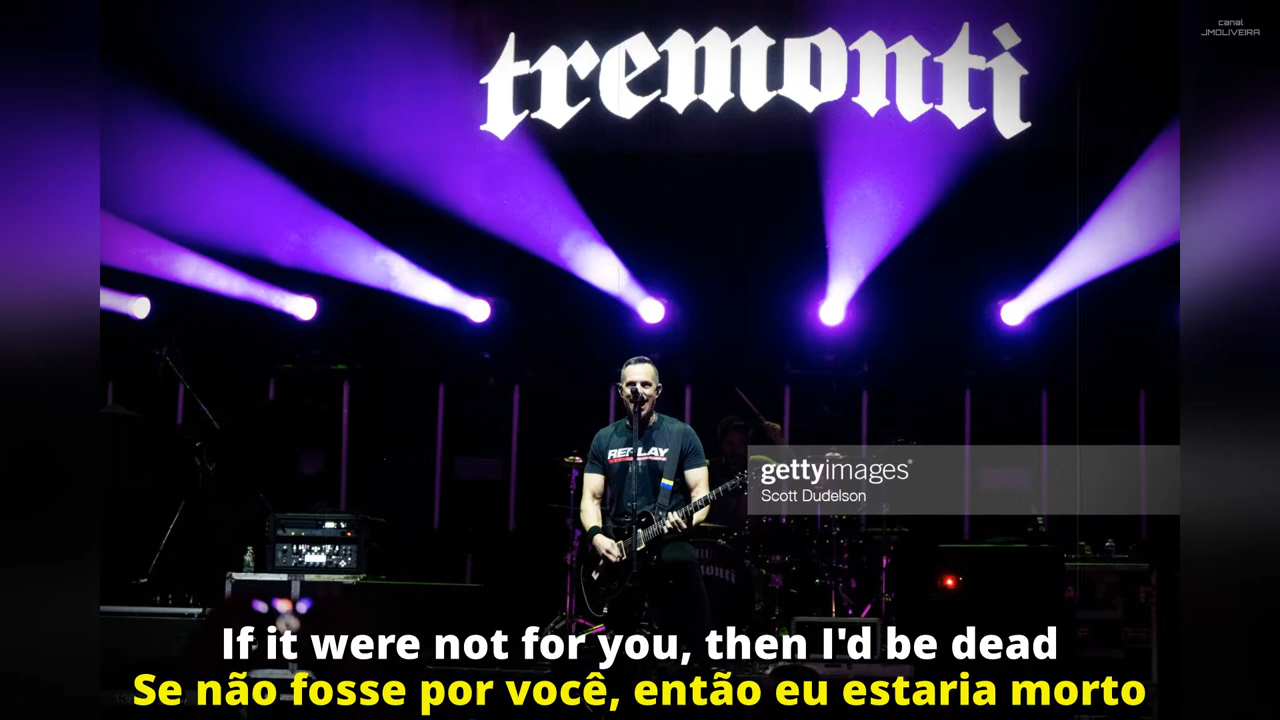 canal
JMOLIVEIRA
tremonti
REPLAY
gettyimages®
Scott Dudelson
If it were not for you, then I'd be dead
Se não fosse por você, então eu estaria morto